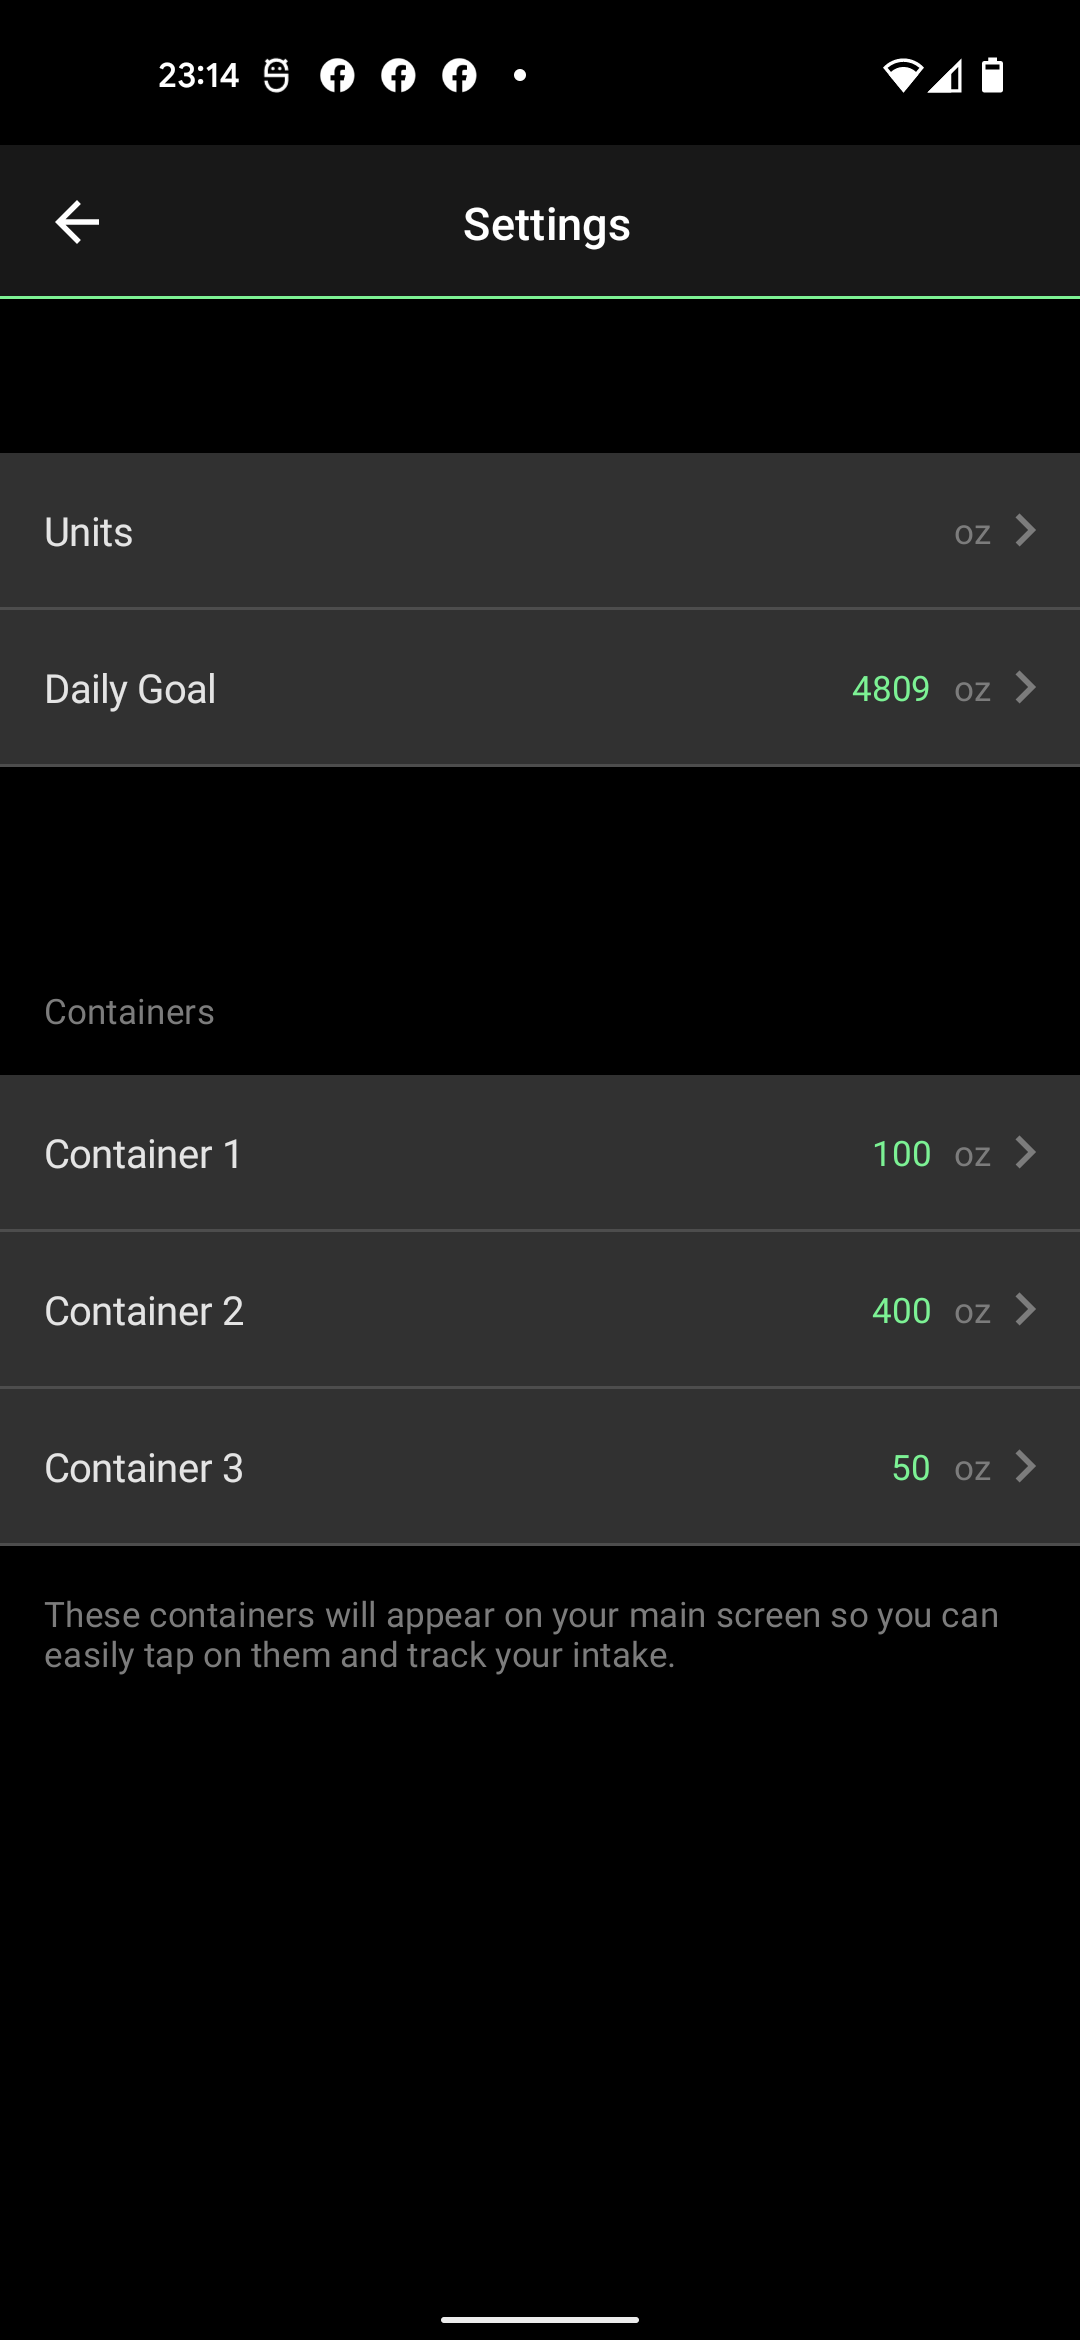 23:14
Settings
Units oz
Daily Goal 4809 oz
Containers
Container 1 100 oz
Container 2 400 oz
Container 3 50 oz
These containers will appear on your main screen so you can
easily tap on them and track your intake.